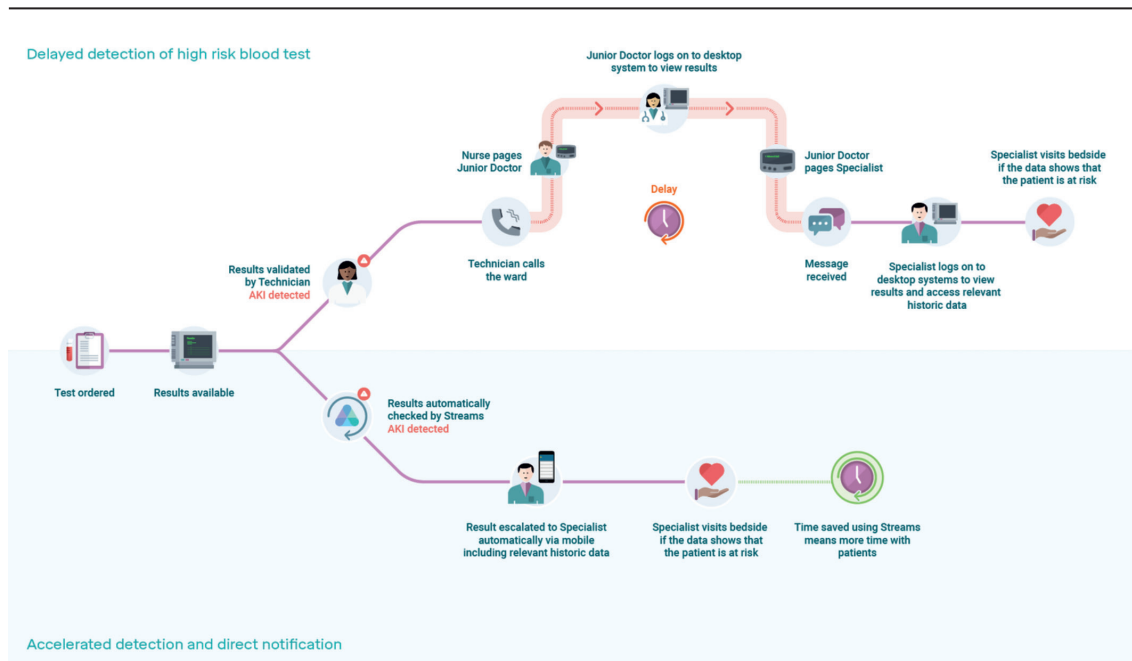 Delayed detection of high risk blood test
Junior Doctor logs on to desktop
system to view results
Nurse pages
Junior Doctor
Junior Doctor
pages Specialist
Specialist visits bedside
if the data shows that
the patient is at risk
Delay
Technician calls
the ward
Message
received
Specialist logs on to
desktop systems to view
results and access relevant
historic data
Results validated
by Technician
AKI detected
Test ordered
Results available
Results automatically
checked by Streams
AKI detected
Result escalated to Specialist
automatically via mobile
including relevant historic data
Specialist visits bedside
if the data shows that
the patient is at risk
Time saved using Streams
means more time with
patients
Accelerated detection and direct notification